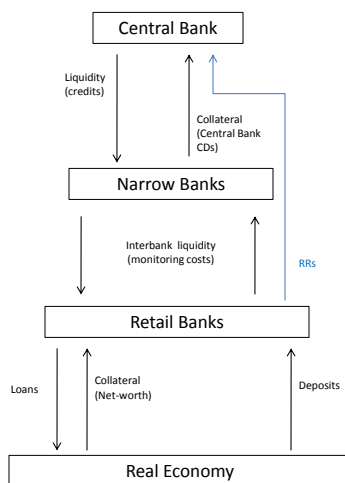 Central Bank
Liquidity
(credits)
Collateral
(Central Bank
CDs)
Narrow Banks
Interbank liquidity
(monitoring costs)
RRs
Retail Banks
Loans
Collateral
(Net-worth)
Deposits
Real Economy